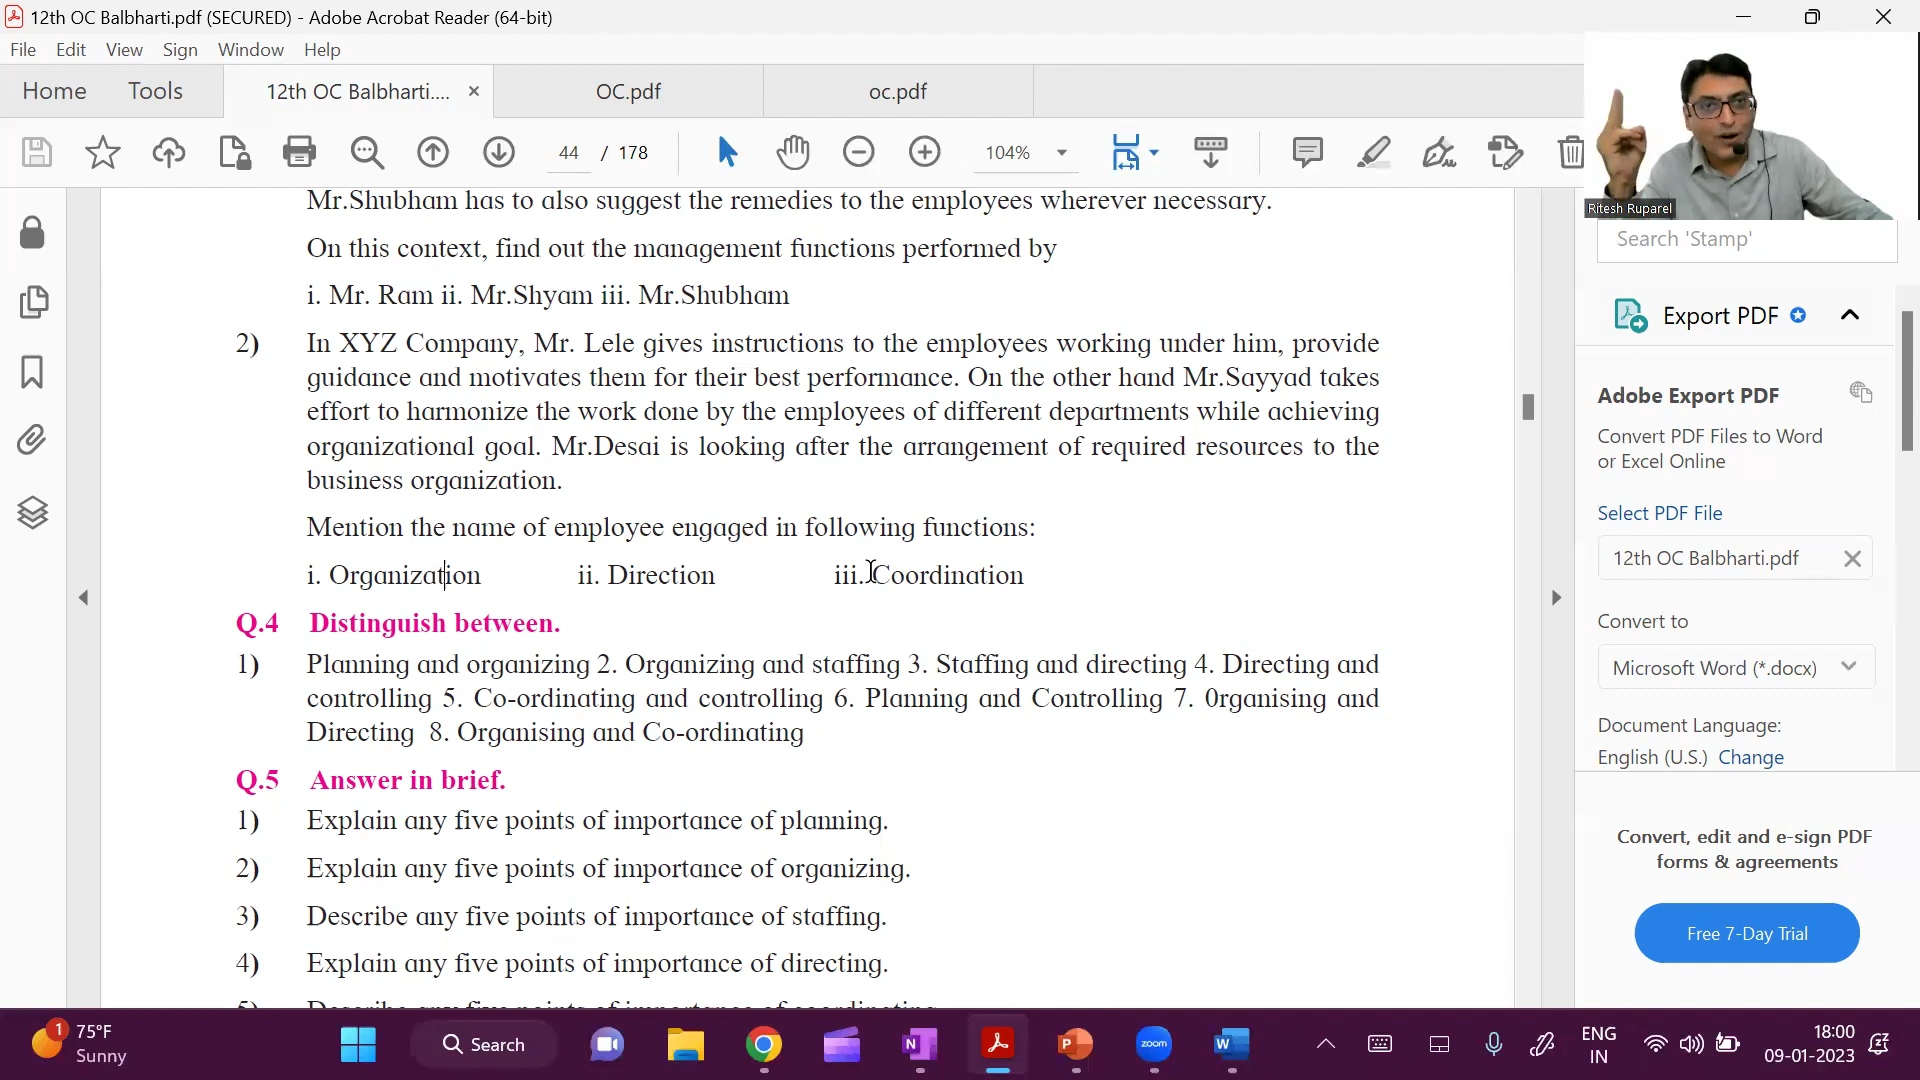 12th OC Balbharti.pdf (SECURED) - Adobe Acrobat Reader (64-bit)
File Edit View Sign Window Help
Home Tools 12th OC Balbharti.... OC.pdf oc.pdf
44 / 178 104%
Ritesh Ruparel
Mr.Shubham has to also suggest the remedies to the employees wherever necessary.
On this context, find out the management functions performed by
i. Mr. Ram ii. Mr.Shyam iii. Mr.Shubham
2) In XYZ Company, Mr. Lele gives instructions to the employees working under him, provide
guidance and motivates them for their best performance. On the other hand Mr.Sayyad takes
effort to harmonize the work done by the employees of different departments while achieving
organizational goal. Mr.Desai is looking after the arrangement of required resources to the
business organization.
Mention the name of employee engaged in following functions:
i. Organization ii. Direction iii. Coordination
Q.4 Distinguish between.
1) Planning and organizing 2. Organizing and staffing 3. Staffing and directing 4. Directing and
controlling 5. Co-ordinating and controlling 6. Planning and Controlling 7. 0rganising and
Directing 8. Organising and Co-ordinating
Q.5 Answer in brief.
1) Explain any five points of importance of planning.
2) Explain any five points of importance of organizing.
3) Describe any five points of importance of staffing.
4) Explain any five points of importance of directing.
Search 'Stamp'
Export PDF
Adobe Export PDF
Convert PDF Files to Word
or Excel Online
Select PDF File
12th OC Balbharti.pdf
Convert to
Microsoft Word (*.docx)
Document Language:
English (U.S.) Change
Convert, edit and e-sign PDF
forms & agreements
Free 7-Day Trial
1
75°F
Sunny
Search
zoom
ENG
IN
18:00
09-01-2023